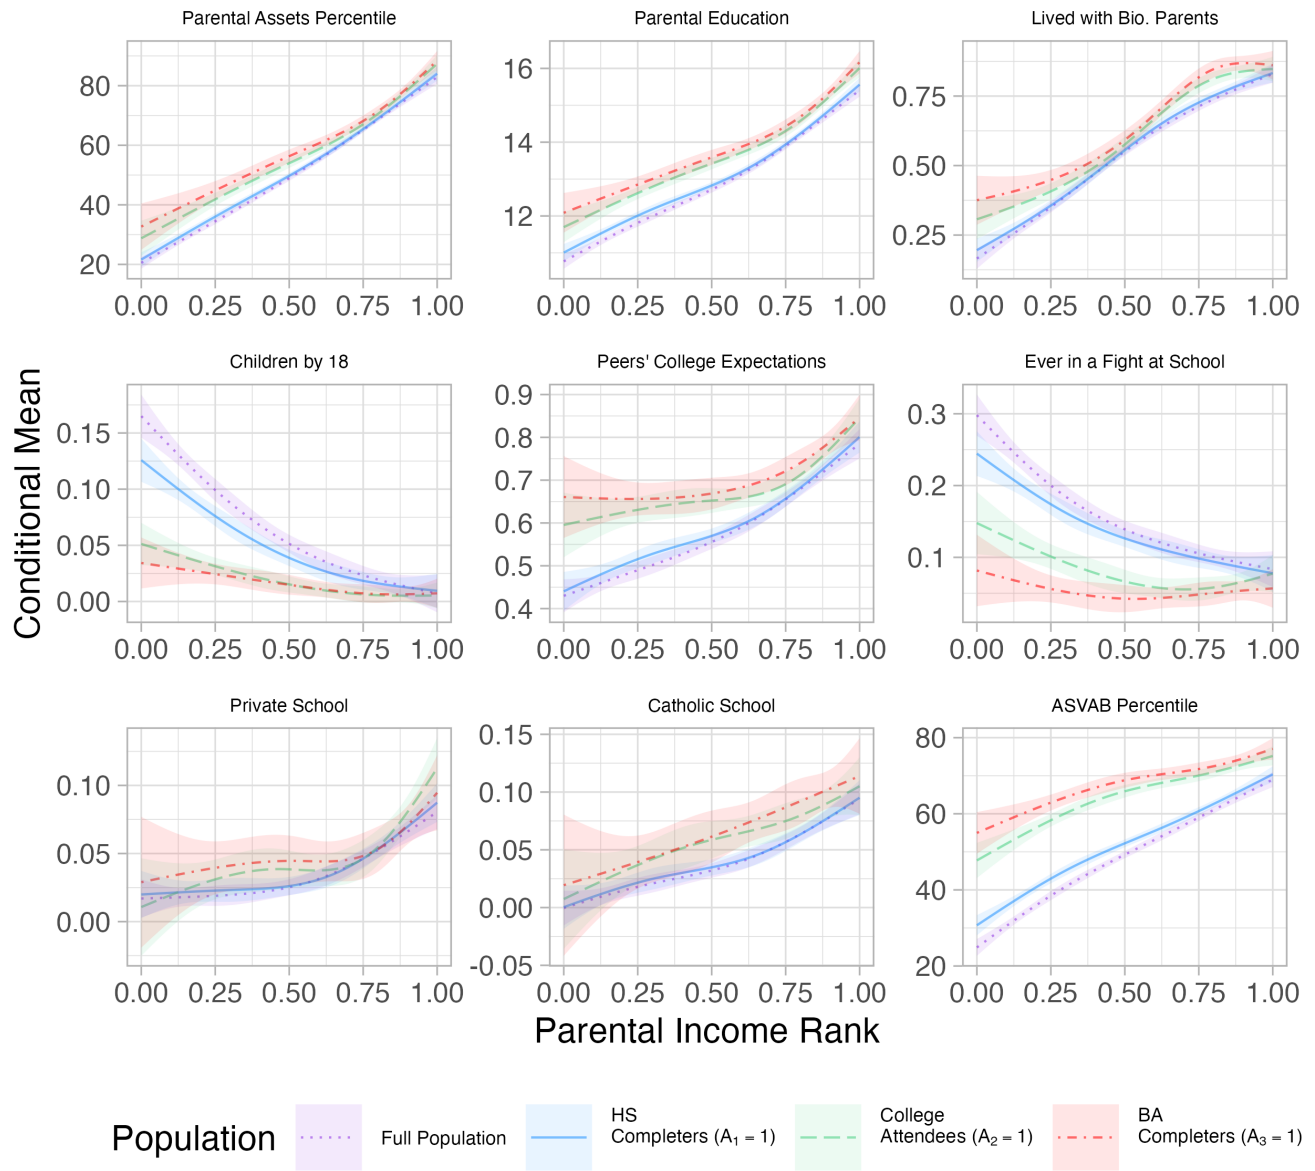 Parental Assets Percentile
Parental Education
Lived with Bio. Parents
80
60
40
20
0.00 0.25 0.50 0.75 1.00
16
14
12
0.00 0.25 0.50 0.75 1.00
0.75
0.50
0.25
0.00 0.25 0.50 0.75 1.00
Conditional Mean
Children by 18
Peers' College Expectations
Ever in a Fight at School
0.15
0.10
0.05
0.00
0.00 0.25 0.50 0.75 1.00
0.9
0.8
0.7
0.6
0.5
0.4
0.00 0.25 0.50 0.75 1.00
0.3
0.2
0.1
0.00 0.25 0.50 0.75 1.00
Private School
Catholic School
ASVAB Percentile
0.10
0.05
0.00
0.00 0.25 0.50 0.75 1.00
0.15
0.10
0.05
0.00
-0.05
0.00 0.25 0.50 0.75 1.00
80
60
40
20
0.00 0.25 0.50 0.75 1.00
Parental Income Rank
Population
Full Population
HS
Completers (A₁ = 1)
College
Attendees (A₂ = 1)
BA
Completers (A₃ = 1)